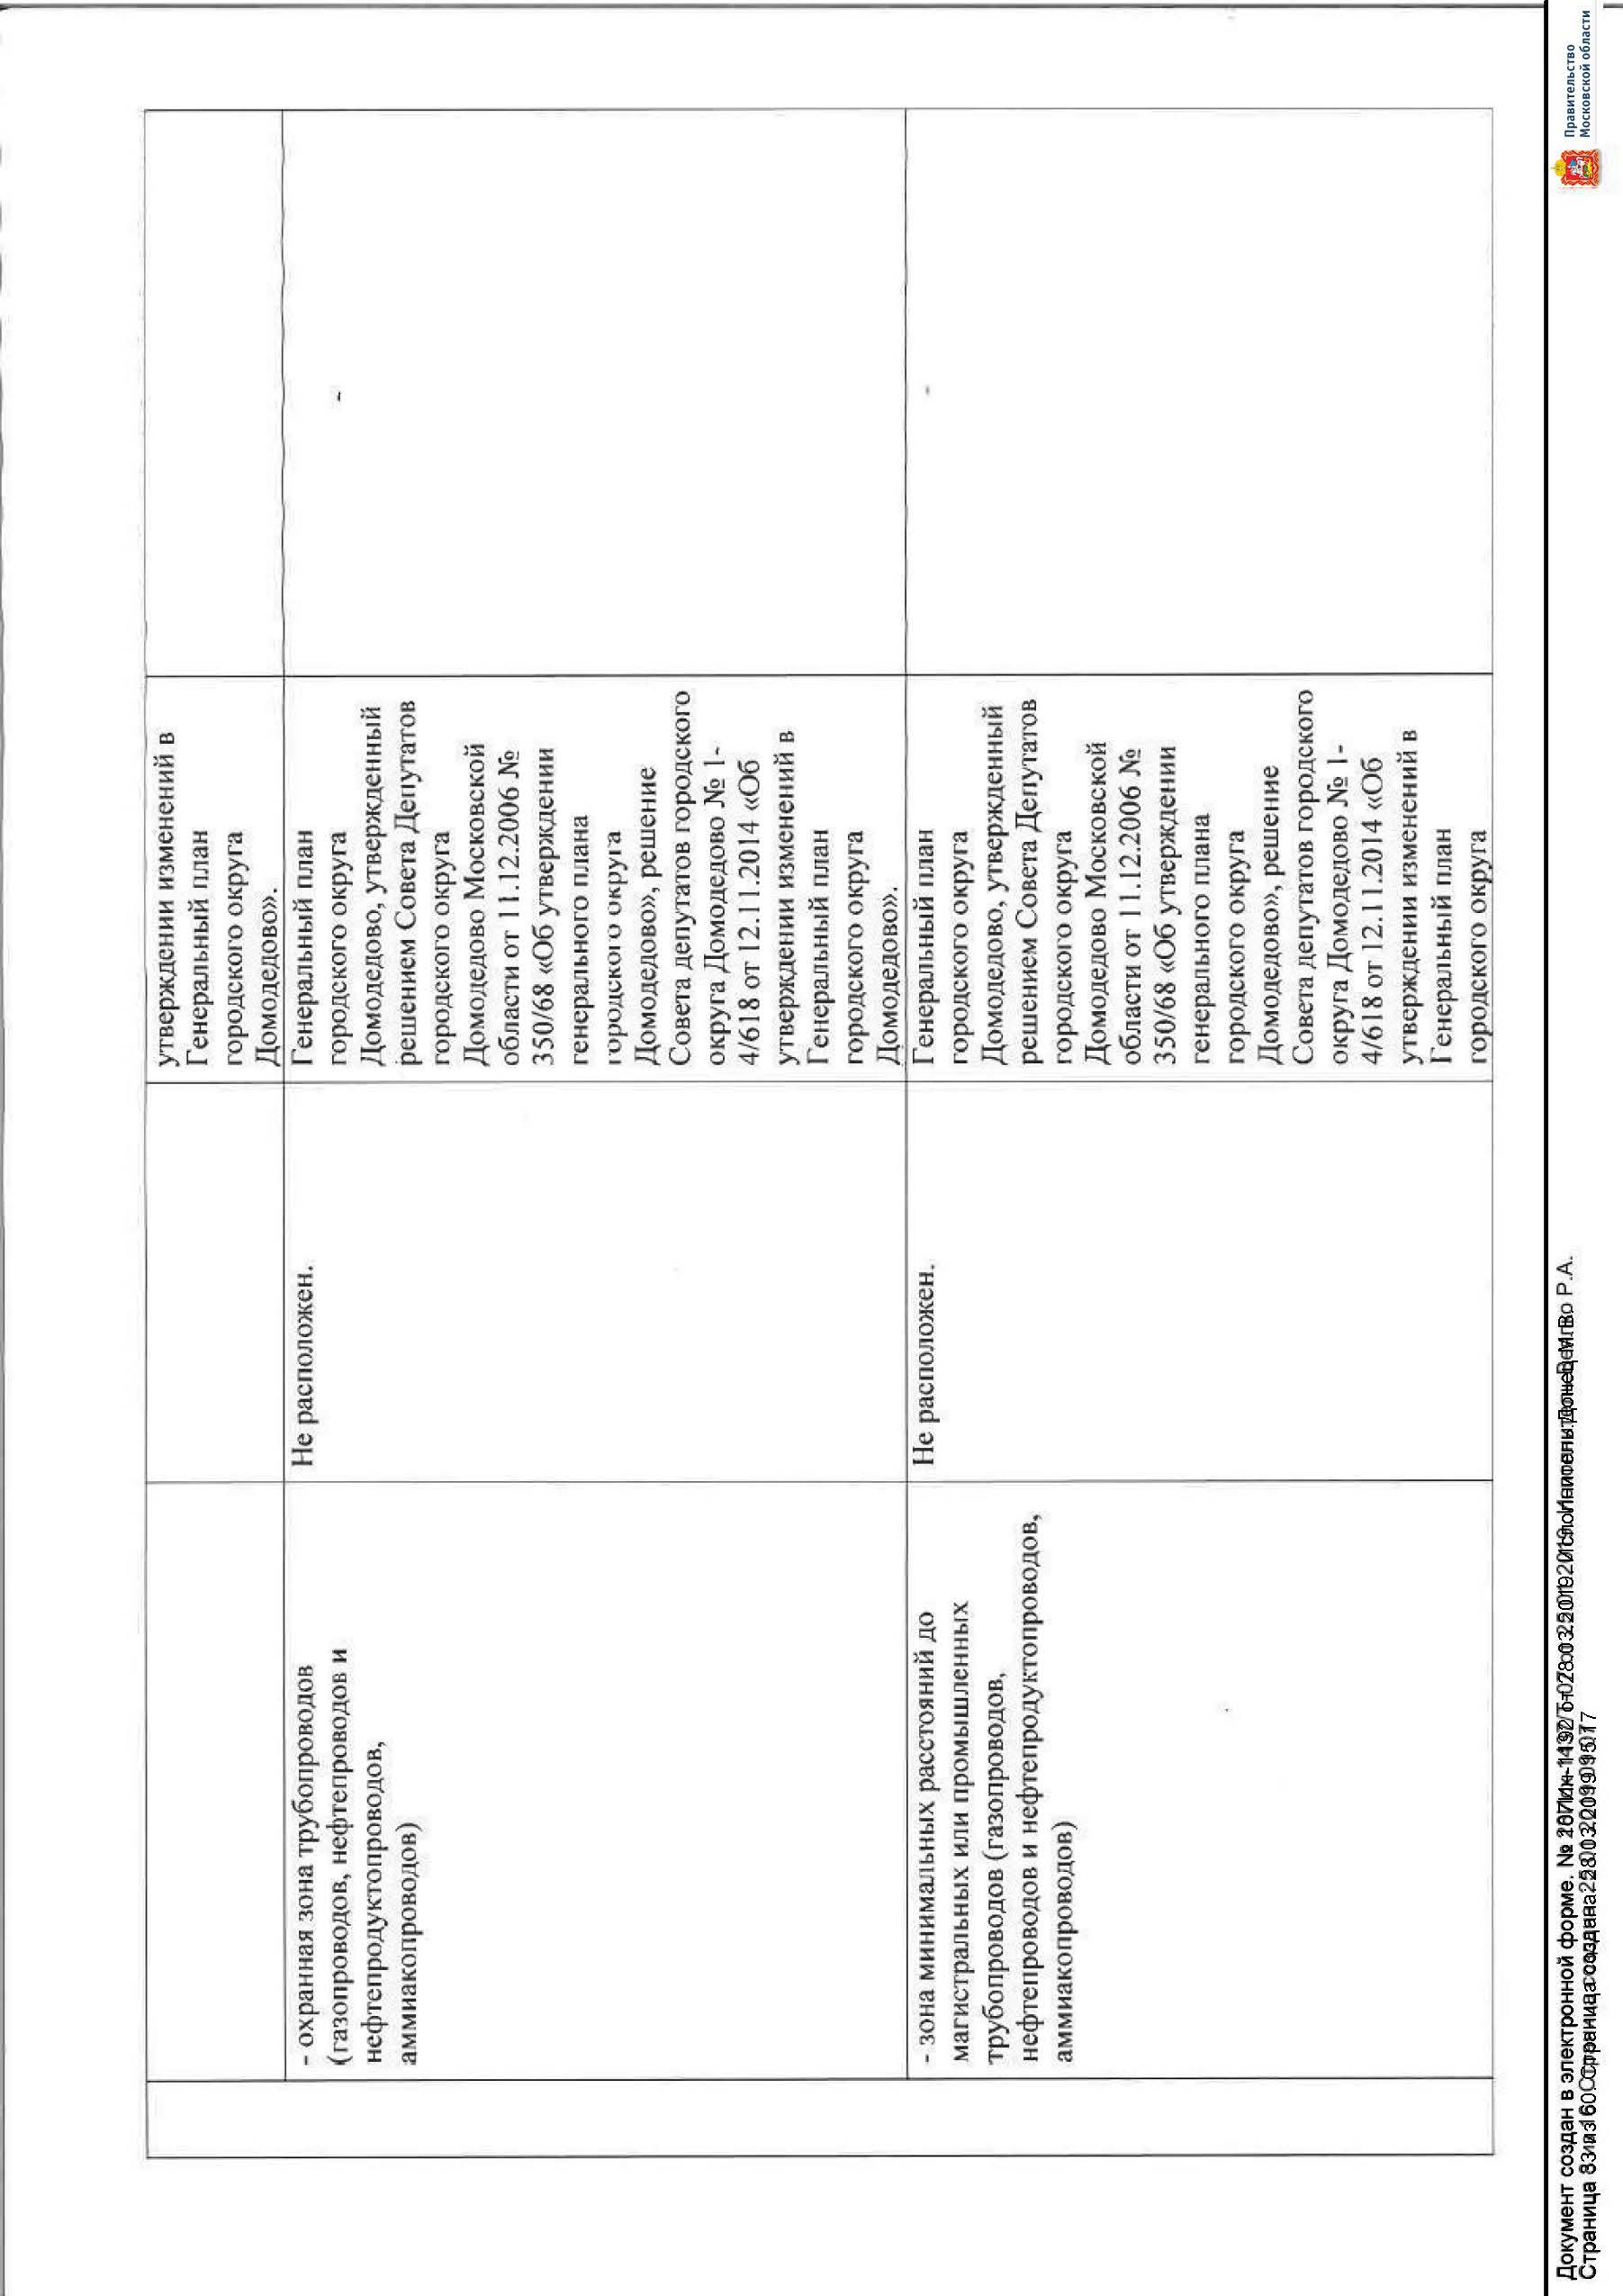 утверждении изменений в
Генеральный план
городского округа
Домодедово».
- охранная зона трубопроводов
(газопроводов, нефтепроводов и
нефтепродуктопроводов,
аммиакопроводов)
Не расположен.
Генеральный план
городского округа
Домодедово, утвержденный
решением Совета Депутатов
городского округа
Домодедово Московской
области от 11.12.2006 №
350/68 «Об утверждении
генерального плана
городского округа
Домодедово», решение
Совета депутатов городского
округа Домодедово № 1-
4/618 от 12.11.2014 «Об
утверждении изменений в
Генеральный план
городского округа
Домодедово».
-
- зона минимальных расстояний до
магистральных или промышленных
трубопроводов (газопроводов,
нефтепроводов и нефтепродуктопроводов,
аммиакопроводов)
Не расположен.
Генеральный план
городского округа
Домодедово, утвержденный
решением Совета Депутатов
городского округа
Домодедово Московской
области от 11.12.2006 №
350/68 «Об утверждении
генерального плана
городского округа
Домодедово», решение
Совета депутатов городского
округа Домодедово № 1-
4/618 от 12.11.2014 «Об
утверждении изменений в
Генеральный план
городского округа
-
Документ создан в электронной форме. №
Страница
Правительство
Московской области